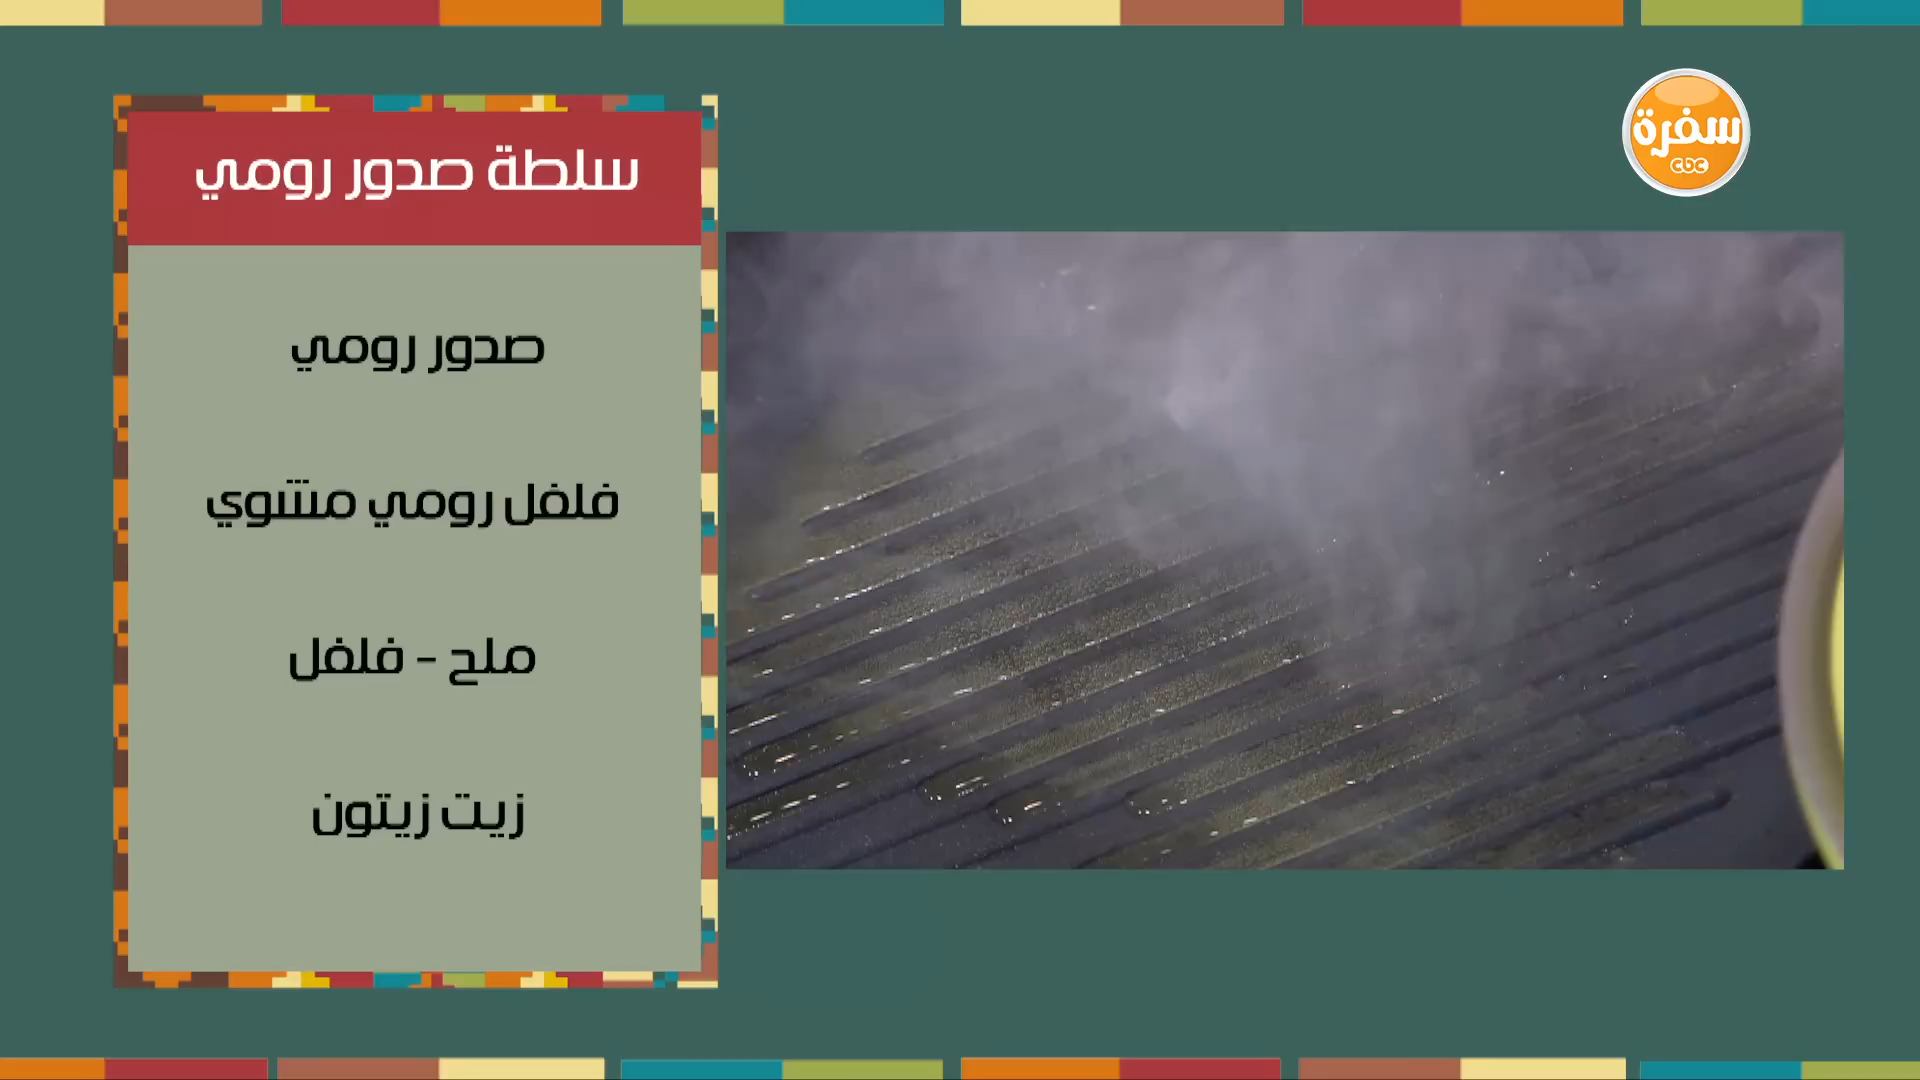 سلطة صدور رومي
صدور رومي
فلفل رومي مشوي
ملح - فلفل
زيت زيتون
سفرة
cbc